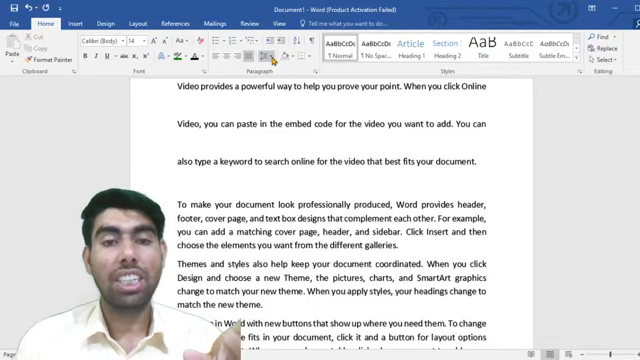 Document1 - Word (Product Activation Failed)
File Home Insert Design Layout References Mailings Review View Tell me what you want to do...
Cut
Copy
Paste
Format Painter
Clipboard
Calibri (Body) 14
Font
Paragraph
AaBbCcDc AaBbCcDc Article Section AaB AaBbCcD
¶ Normal ¶ No Spac... Heading 1 Heading 2 Title Subtitle
Styles
Find
Replace
Select
Editing
Video provides a powerful way to help you prove your point. When you click Online
Video, you can paste in the embed code for the video you want to add. You can
also type a keyword to search online for the video that best fits your document.
To make your document look professionally produced, Word provides header,
footer, cover page, and text box designs that complement each other. For example,
you can add a matching cover page, header, and sidebar. Click Insert and then
choose the elements you want from the different galleries.
Themes and styles also help keep your document coordinated. When you click
Design and choose a new Theme, the pictures, charts, and SmartArt graphics
change to match your new theme. When you apply styles, your headings change to
match the new theme.
in Word with new buttons that show up where you need them. To change
fits in your document, click it and a button for layout options